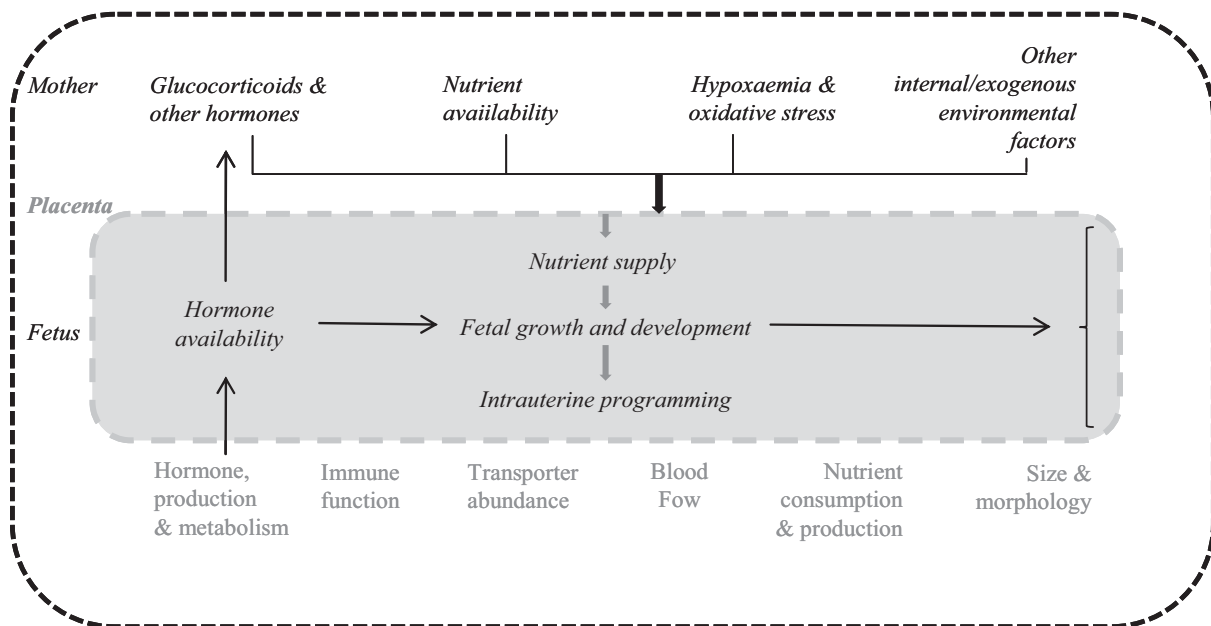 Mother
Glucocorticoids &
other hormones
Nutrient
avaiilability
Hypoxaemia &
oxidative stress
Other
internal/exogenous
environmental
factors
Placenta
Nutrient supply
Hormone
availability
Fetus
Fetal growth and development
Intrauterine programming
Hormone,
production
& metabolism
Immune
function
Transporter
abundance
Blood
Fow
Nutrient
consumption
& production
Size &
morphology